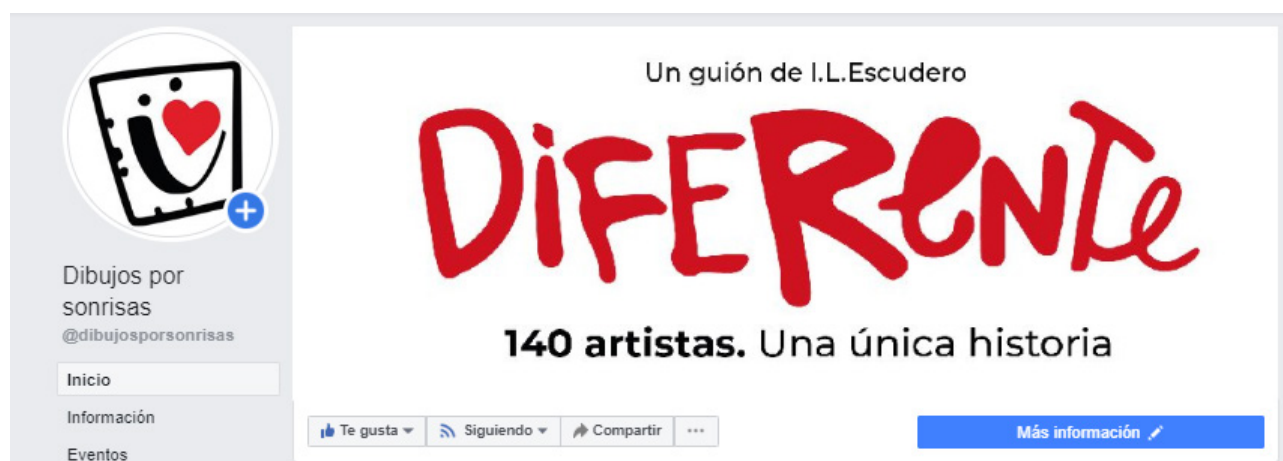 Un guión de I.L.Escudero
DiFERENTe
140 artistas. Una única historia
Dibujos por
sonrisas
@dibujosporsonrisas
Inicio
Información
Eventos
Te gusta
Siguiendo
Compartir
Más información